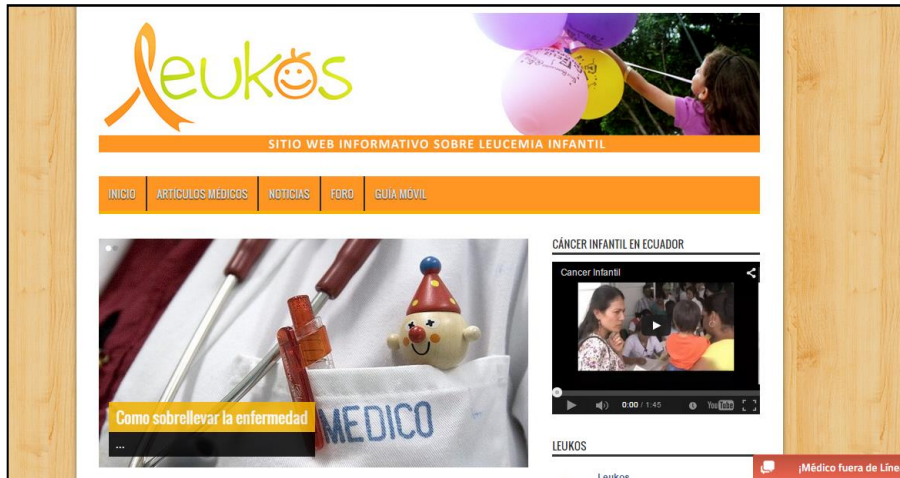 leukos
SITIO WEB INFORMATIVO SOBRE LEUCEMIA INFANTIL
INICIO ARTÍCULOS MÉDICOS NOTICIAS FORO GUÍA MÓVIL
MEDICO
Como sobrellevar la enfermedad
...
CÁNCER INFANTIL EN ECUADOR
Cancer Infantil
0:00 / 1:45 YouTube
LEUKOS
Leukos
¡Médico fuera de Líne